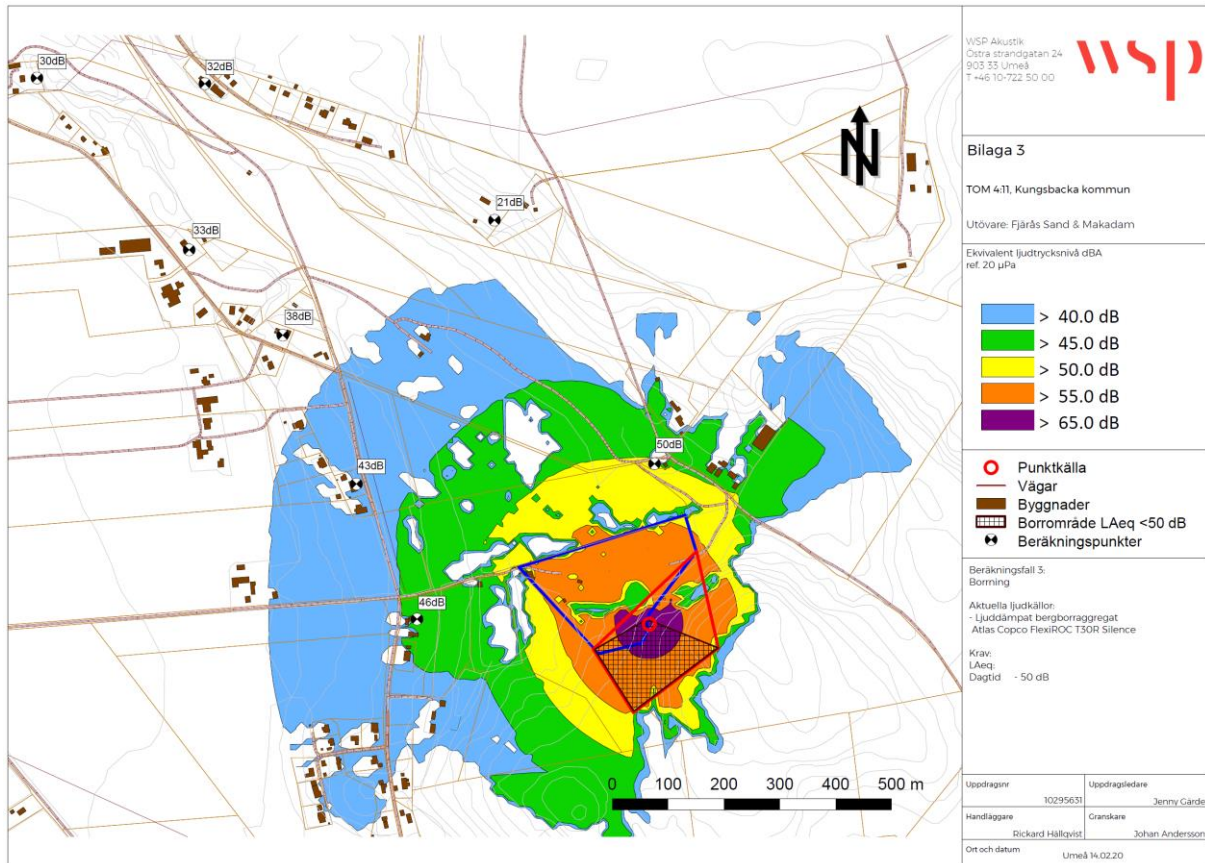 30dB
32dB
21dB
33dB
38dB
43dB
50dB
46dB
N
0 100 200 300 400 500 m
WSP Akustik
Östra strandgatan 24
903 33 Umeå
T +46 10-722 50 00
wsp
Bilaga 3
TOM 4:11, Kungsbacka kommun
Utövare: Fjärås Sand & Makadam
Ekvivalent ljudtrycksnivå dBA
ref. 20 µPa
> 40.0 dB
> 45.0 dB
> 50.0 dB
> 55.0 dB
> 65.0 dB
Punktkälla
Vägar
Byggnader
Borrområde LAeq <50 dB
Beräkningspunkter
Beräkningsfall 3:
Borrning
Aktuella ljudkällor:
- Ljuddämpat bergborraggregat
Atlas Copco FlexiROC T30R Silence
Krav:
LAeq:
Dagtid - 50 dB
Uppdragsnr
10295631
Uppdragsledare
Jenny Gärde
Handläggare
Rickard Hällqvist
Granskare
Johan Andersson
Ort och datum
Umeå 14.02.20